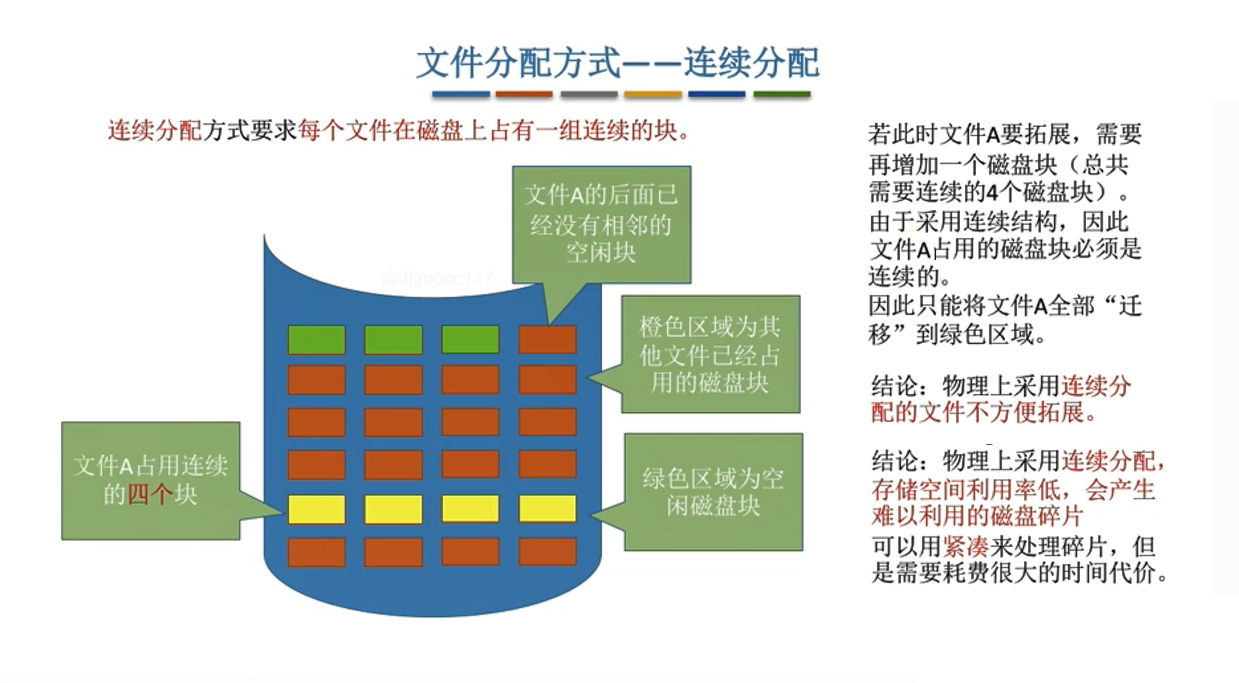 文件分配方式——连续分配
连续分配方式要求每个文件在磁盘上占有一组连续的块。
文件A的后面已
经没有相邻的
空闲块
南北mooc147
橙色区域为其
他文件已经占
用的磁盘块
文件A占用连续
的四个块
绿色区域为空
闲磁盘块
若此时文件A要拓展，需要
再增加一个磁盘块（总共
需要连续的4个磁盘块）。
由于采用连续结构，因此
文件A占用的磁盘块必须是
连续的。
因此只能将文件A全部“迁
移”到绿色区域。
结论：物理上采用连续分
配的文件不方便拓展。
结论：物理上采用连续分配，
存储空间利用率低，会产生
难以利用的磁盘碎片
可以用紧凑来处理碎片，但
是需要耗费很大的时间代价。